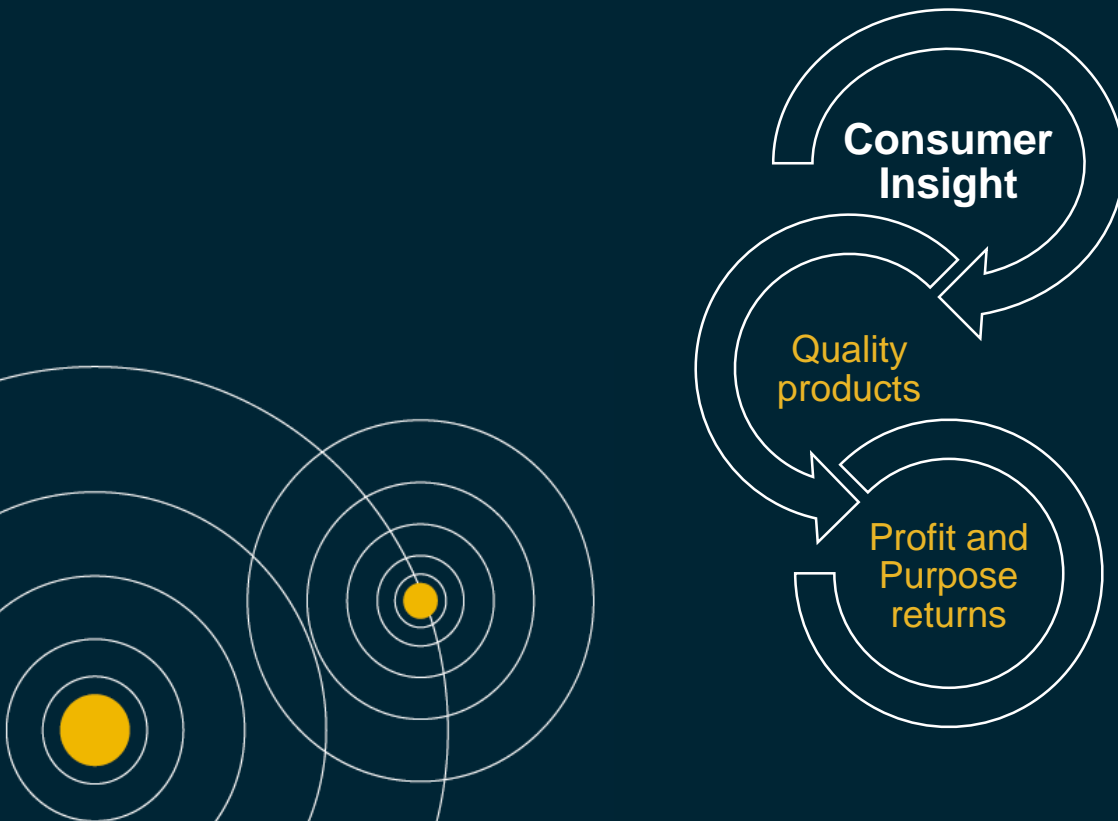 Consumer
Insight
Quality
products
Profit and
Purpose
returns